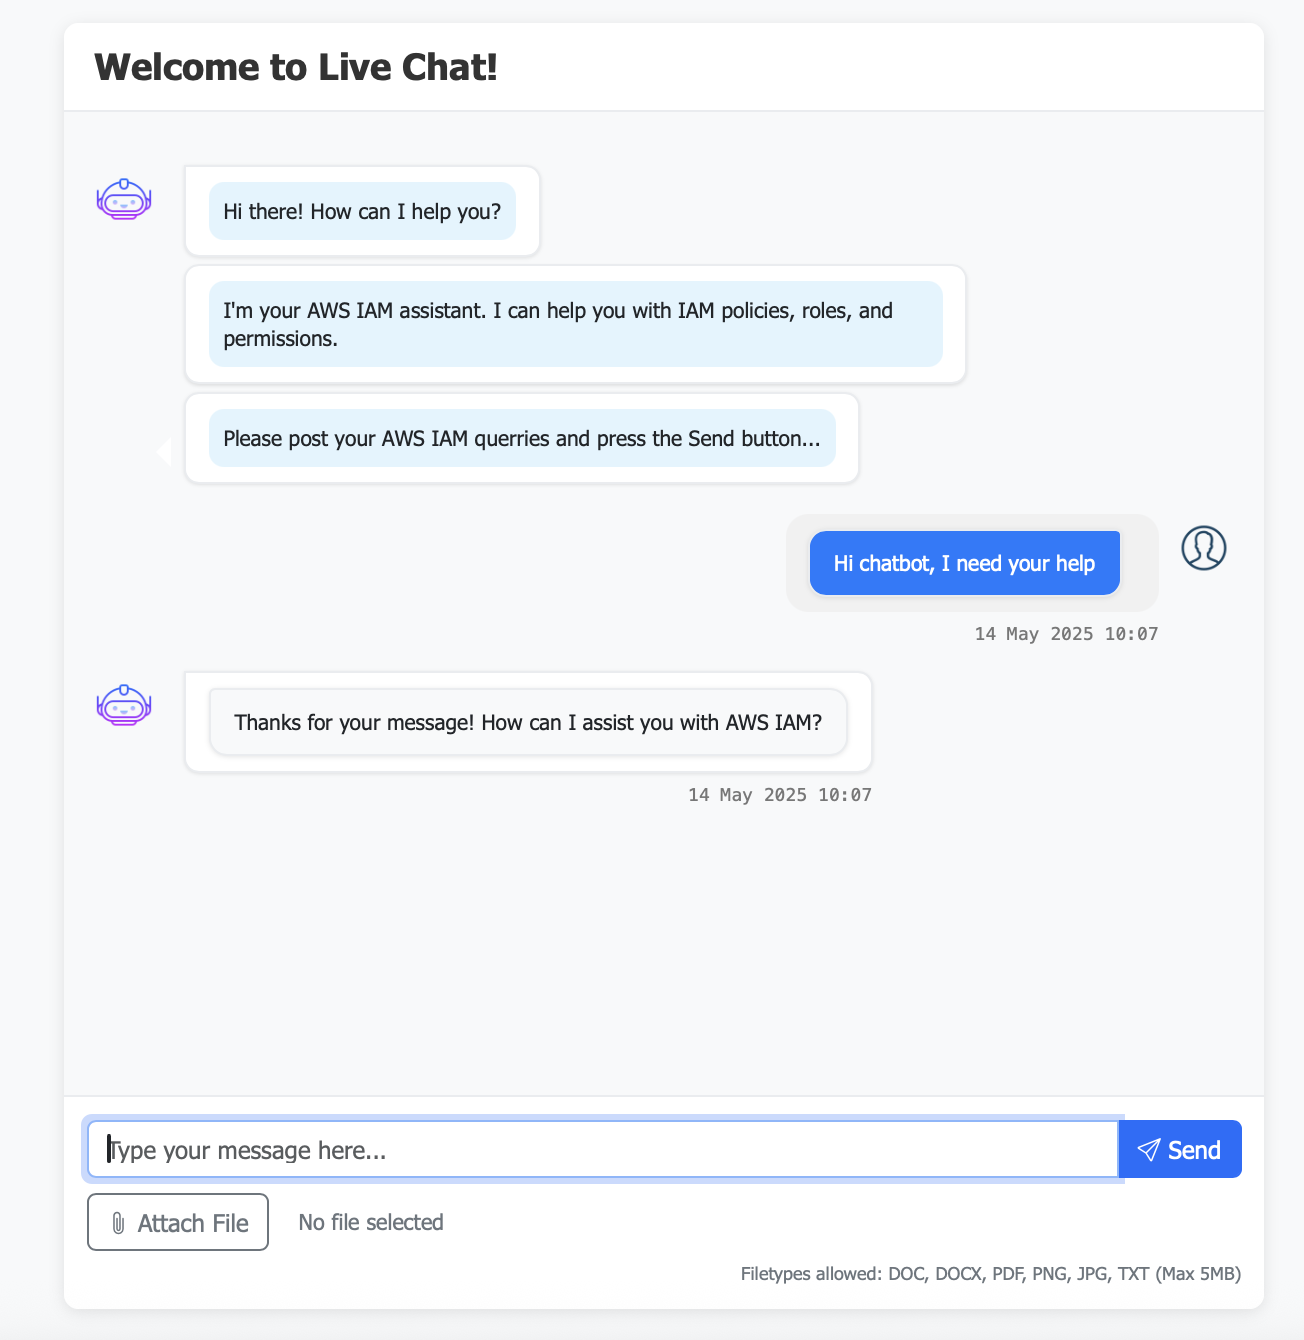 Welcome to Live Chat!
Hi there! How can I help you?
I'm your AWS IAM assistant. I can help you with IAM policies, roles, and
permissions.
Please post your AWS IAM querries and press the Send button...
Hi chatbot, I need your help
14 May 2025 10:07
Thanks for your message! How can I assist you with AWS IAM?
14 May 2025 10:07
Type your message here...
Send
Attach File
No file selected
Filetypes allowed: DOC, DOCX, PDF, PNG, JPG, TXT (Max 5MB)